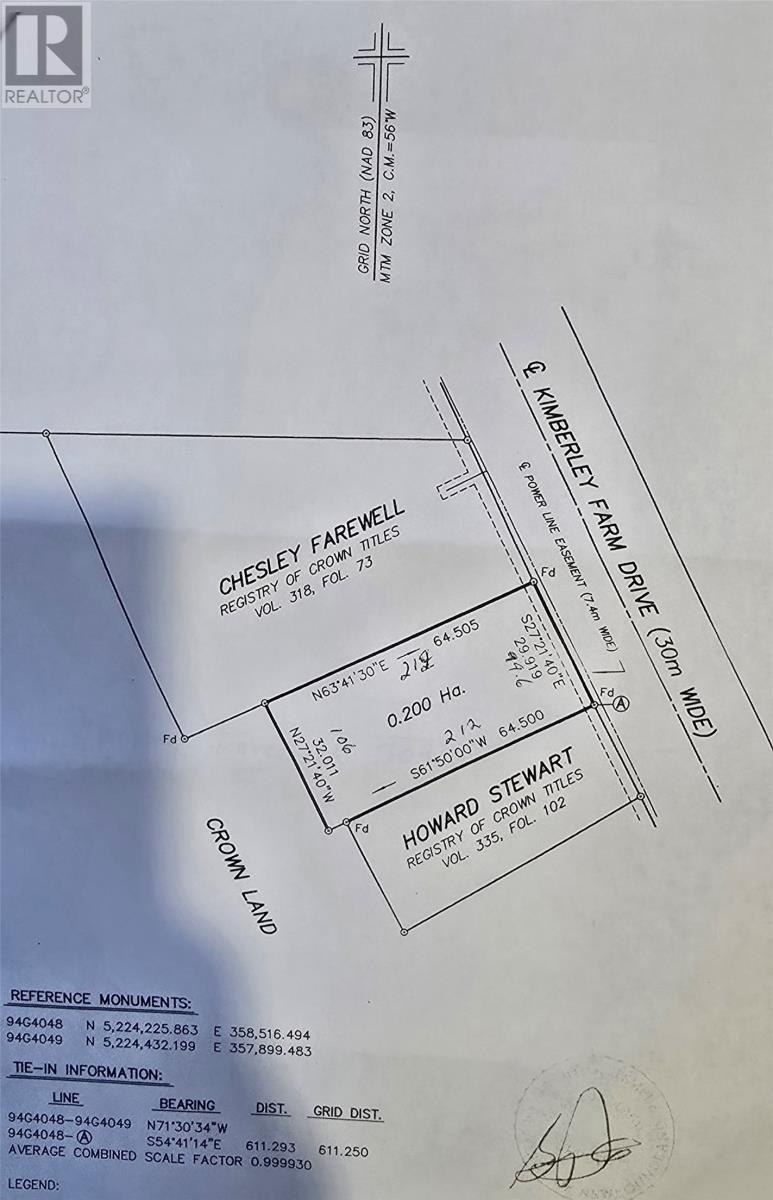 REALTOR®
GRID NORTH (NAD 83)
MTM ZONE 2, C.M.=56°W
℄ KIMBERLEY FARM DRIVE (30m WIDE)
℄ POWER LINE EASEMENT (7.4m WIDE)
CHESLEY FAREWELL
REGISTRY OF CROWN TITLES
VOL. 318, FOL. 73
Fd
N63°41'30"E 64.505
212
S27°21'40"E
29.919
99.6
0.200 Ha.
Fd
A
Fd
106
32.011
N27°21'40"W
212
S61°50'00"W 64.500
Fd
HOWARD STEWART
REGISTRY OF CROWN TITLES
VOL. 335, FOL. 102
CROWN LAND
REFERENCE MONUMENTS:
94G4048 N 5,224,225.863 E 358,516.494
94G4049 N 5,224,432.199 E 357,899.483
TIE-IN INFORMATION:
LINE BEARING DIST. GRID DIST.
94G4048-94G4049 N71°30'34"W
94G4048-A S54°41'14"E 611.293 611.250
AVERAGE COMBINED SCALE FACTOR 0.999930
LEGEND: